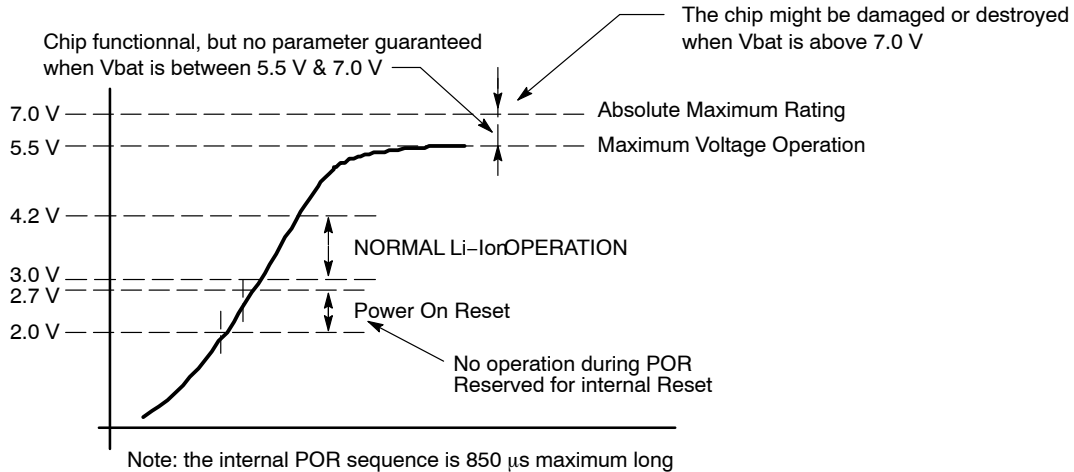 The chip might be damaged or destroyed
when Vbat is above 7.0 V
Chip functionnal, but no parameter guaranteed
when Vbat is between 5.5 V & 7.0 V
7.0 V
Absolute Maximum Rating
5.5 V
Maximum Voltage Operation
4.2 V
NORMAL Li−IonOPERATION
3.0 V
2.7 V
Power On Reset
2.0 V
No operation during POR
Reserved for internal Reset
Note: the internal POR sequence is 850 μs maximum long